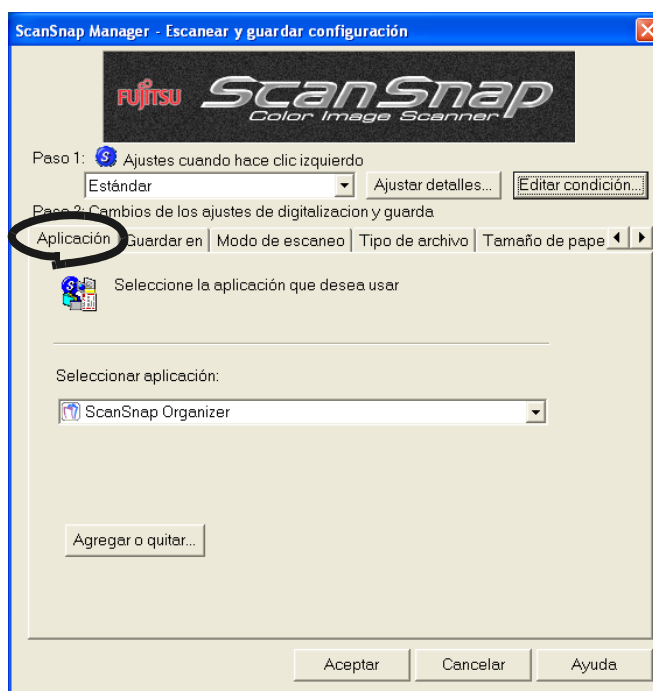 ScanSnap Manager - Escanear y guardar configuración
FUJITSU ScanSnap
Color Image Scanner
Paso 1: S Ajustes cuando hace clic izquierdo
Estándar Ajustar detalles... Editar condición...
Paso 2: Cambios de los ajustes de digitalizacion y guarda
Aplicación Guardar en Modo de escaneo Tipo de archivo Tamaño de pape
Seleccione la aplicación que desea usar
Seleccionar aplicación:
ScanSnap Organizer
Agregar o quitar...
Aceptar Cancelar Ayuda